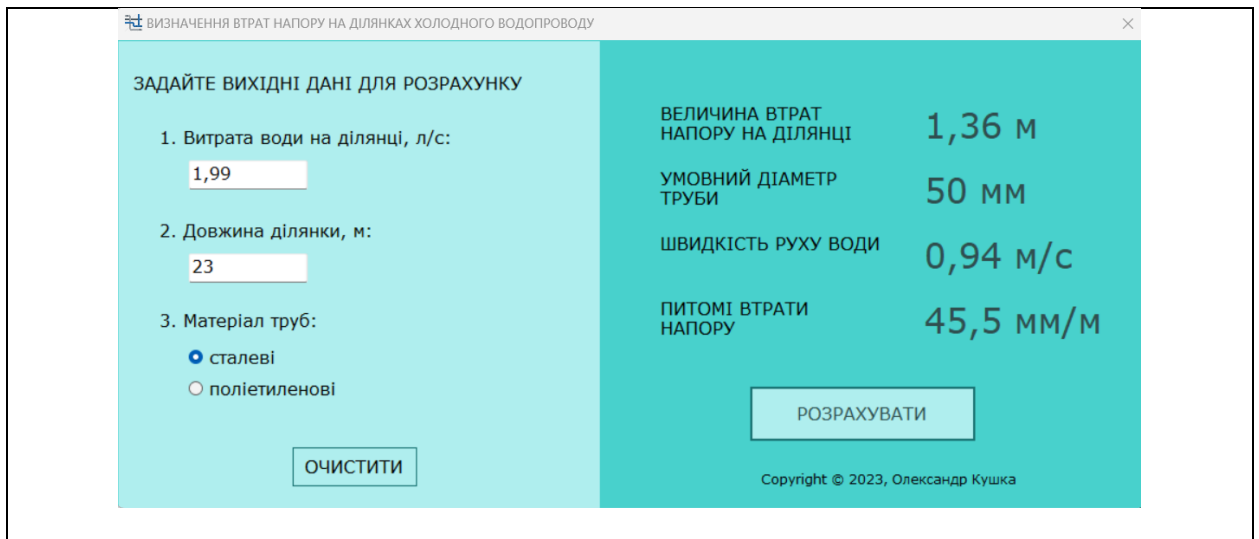 ВИЗНАЧЕННЯ ВТРАТ НАПОРУ НА ДІЛЯНКАХ ХОЛОДНОГО ВОДОПРОВОДУ
ЗАДАЙТЕ ВИХІДНІ ДАНІ ДЛЯ РОЗРАХУНКУ
1. Витрата води на ділянці, л/с:
1,99
2. Довжина ділянки, м:
23
3. Матеріал труб:
сталеві
поліетиленові
ОЧИСТИТИ
ВЕЛИЧИНА ВТРАТ
НАПОРУ НА ДІЛЯНЦІ
1,36 м
УМОВНИЙ ДІАМЕТР
ТРУБИ
50 мм
ШВИДКІСТЬ РУХУ ВОДИ
0,94 м/с
ПИТОМІ ВТРАТИ
НАПОРУ
45,5 мм/м
РОЗРАХУВАТИ
Copyright © 2023, Олександр Кушка